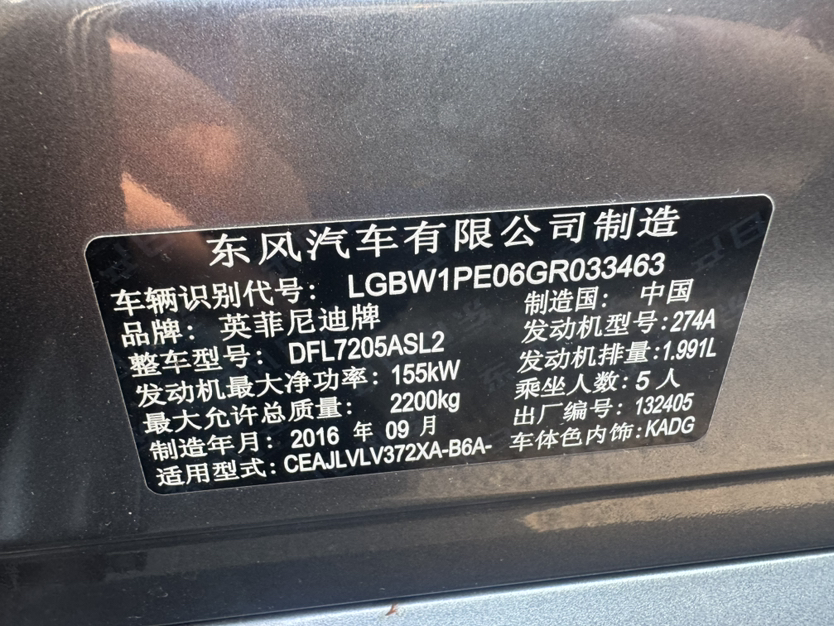 东风汽车有限公司制造
车辆识别代号: LGBW1PE06GR033463
品牌: 英菲尼迪牌 制造国: 中国
整车型号: DFL7205ASL2 发动机型号:274A
发动机最大净功率: 155kW 发动机排量:1.991L
最大允许总质量: 2200kg 乘坐人数:5人
制造年月:2016 年 09 月 出厂编号: 132405
适用型式:CEAJLVLV372XA-B6A- 车体色内饰:KADG